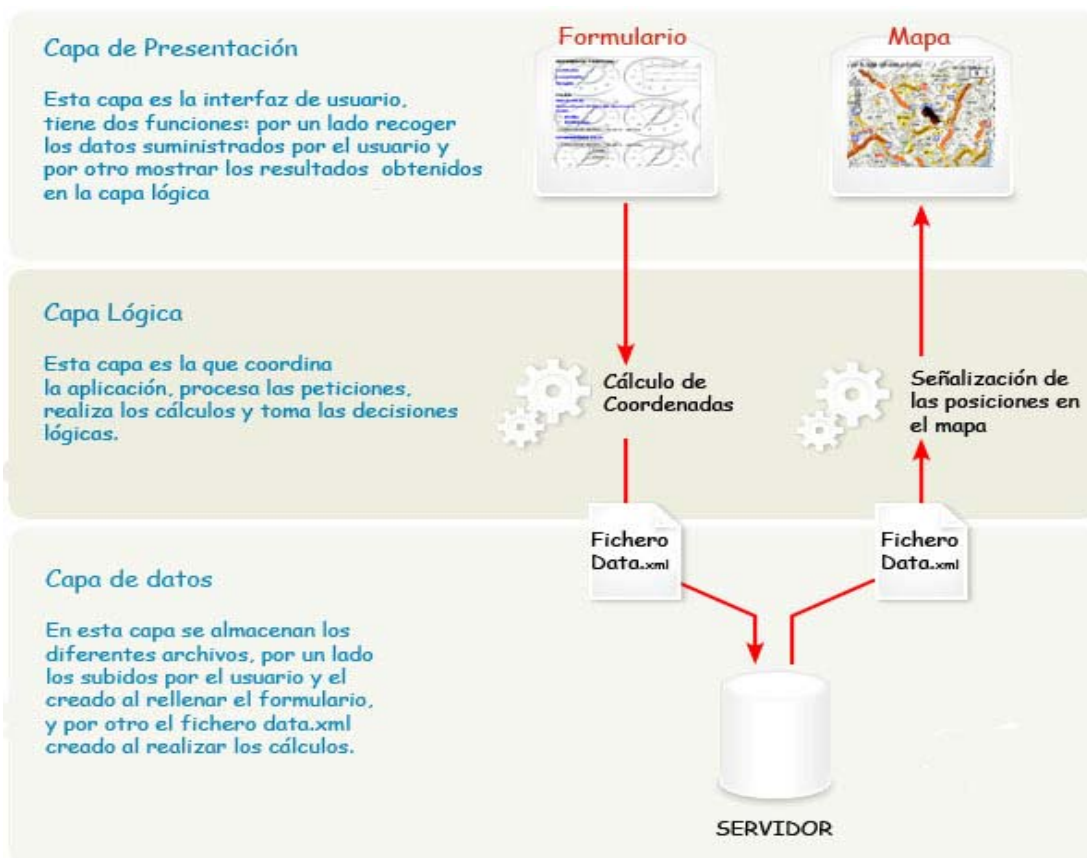 Capa de Presentación
Esta capa es la interfaz de usuario,
tiene dos funciones: por un lado recoger
los datos suministrados por el usuario y
por otro mostrar los resultados obtenidos
en la capa lógica
Formulario
Mapa
Capa Lógica
Esta capa es la que coordina
la aplicación, procesa las peticiones,
realiza los cálculos y toma las decisiones
lógicas.
Cálculo de
Coordenadas
Señalización de
las posiciones en
el mapa
Fichero
Data.xml
Fichero
Data.xml
Capa de datos
En esta capa se almacenan los
diferentes archivos, por un lado
los subidos por el usuario y el
creado al rellenar el formulario,
y por otro el fichero data.xml
creado al realizar los cálculos.
SERVIDOR